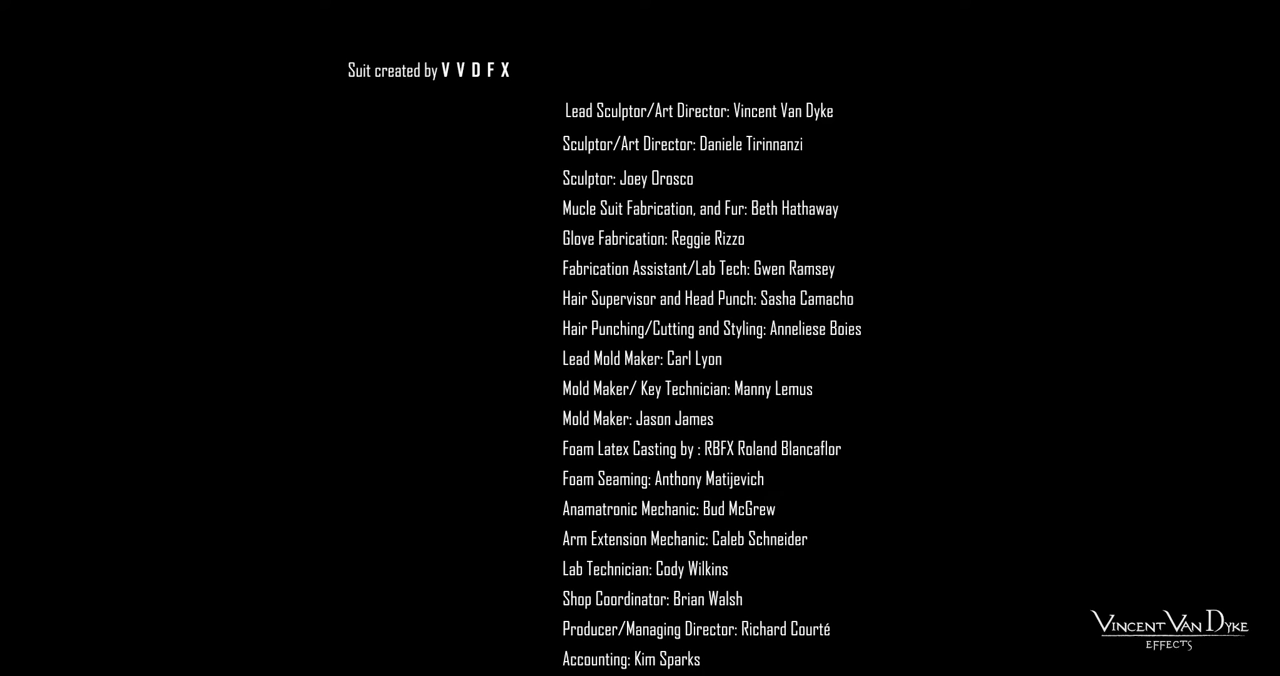 Suit created by V V D F X
Lead Sculptor/Art Director: Vincent Van Dyke
Sculptor/Art Director: Daniele Tirinnanzi
Sculptor: Joey Orosco
Mucle Suit Fabrication, and Fur: Beth Hathaway
Glove Fabrication: Reggie Rizzo
Fabrication Assistant/Lab Tech: Gwen Ramsey
Hair Supervisor and Head Punch: Sasha Camacho
Hair Punching/Cutting and Styling: Anneliese Boies
Lead Mold Maker: Carl Lyon
Mold Maker/ Key Technician: Manny Lemus
Mold Maker: Jason James
Foam Latex Casting by : RBFX Roland Blancaflor
Foam Seaming: Anthony Matijevich
Anamatronic Mechanic: Bud McGrew
Arm Extension Mechanic: Caleb Schneider
Lab Technician: Cody Wilkins
Shop Coordinator: Brian Walsh
Producer/Managing Director: Richard Courté
Accounting: Kim Sparks
VINCENT VAN DYKE
EFFECTS